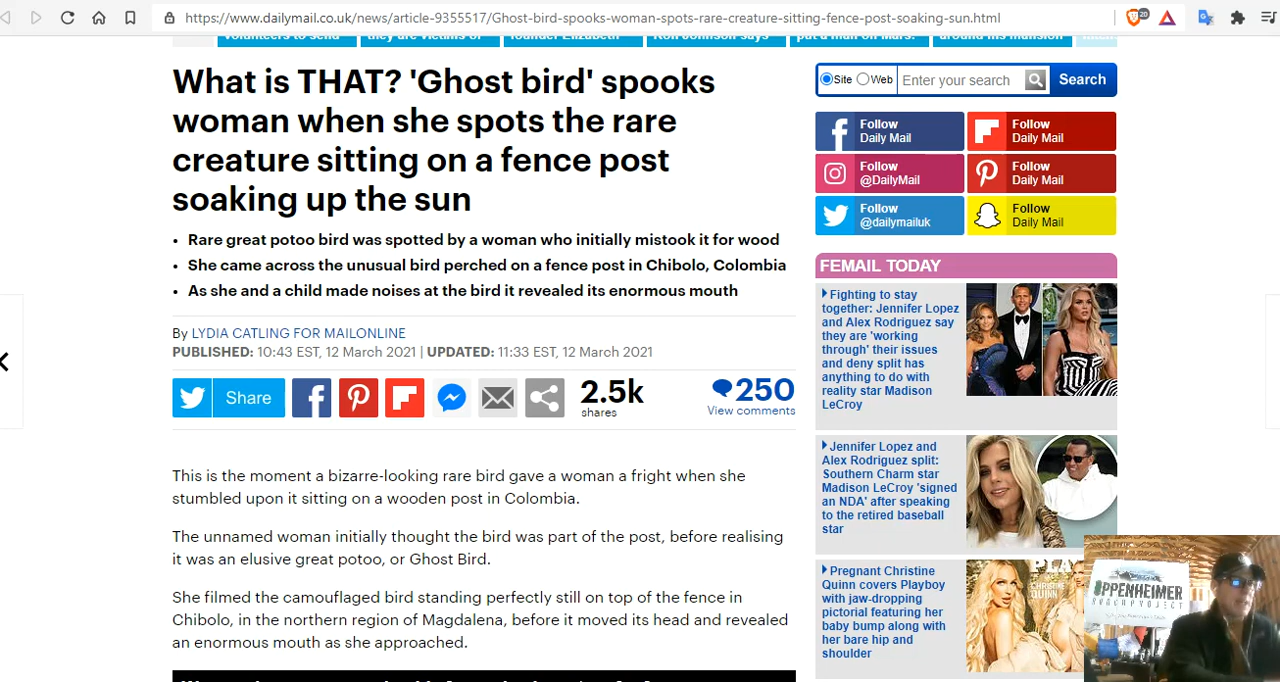 https://www.dailymail.co.uk/news/article-9355517/Ghost-bird-spooks-woman-spots-rare-creature-sitting-fence-post-soaking-sun.html
20
What is THAT? 'Ghost bird' spooks
woman when she spots the rare
creature sitting on a fence post
soaking up the sun
• Rare great potoo bird was spotted by a woman who initially mistook it for wood
• She came across the unusual bird perched on a fence post in Chibolo, Colombia
• As she and a child made noises at the bird it revealed its enormous mouth
By LYDIA CATLING FOR MAILONLINE
PUBLISHED: 10:43 EST, 12 March 2021 | UPDATED: 11:33 EST, 12 March 2021
Share
2.5k
shares
250
View comments
This is the moment a bizarre-looking rare bird gave a woman a fright when she
stumbled upon it sitting on a wooden post in Colombia.
The unnamed woman initially thought the bird was part of the post, before realising
it was an elusive great potoo, or Ghost Bird.
She filmed the camouflaged bird standing perfectly still on top of the fence in
Chibolo, in the northern region of Magdalena, before it moved its head and revealed
an enormous mouth as she approached.
Site Web Enter your search Search
Follow
Daily Mail
Follow
Daily Mail
Follow
@DailyMail
Follow
Daily Mail
Follow
@dailymailuk
Follow
Daily Mail
FEMAIL TODAY
Fighting to stay
together: Jennifer Lopez
and Alex Rodriguez say
they are 'working
through' their issues
and deny split has
anything to do with
reality star Madison
LeCroy
Jennifer Lopez and
Alex Rodriguez split:
Southern Charm star
Madison LeCroy 'signed
an NDA' after speaking
to the retired baseball
star
Pregnant Christine
Quinn covers Playboy
with jaw-dropping
pictorial featuring her
baby bump along with
her bare hip and
shoulder
CHRISTINE
QUINN
OPPENHEIMER
RANCH PROJECT